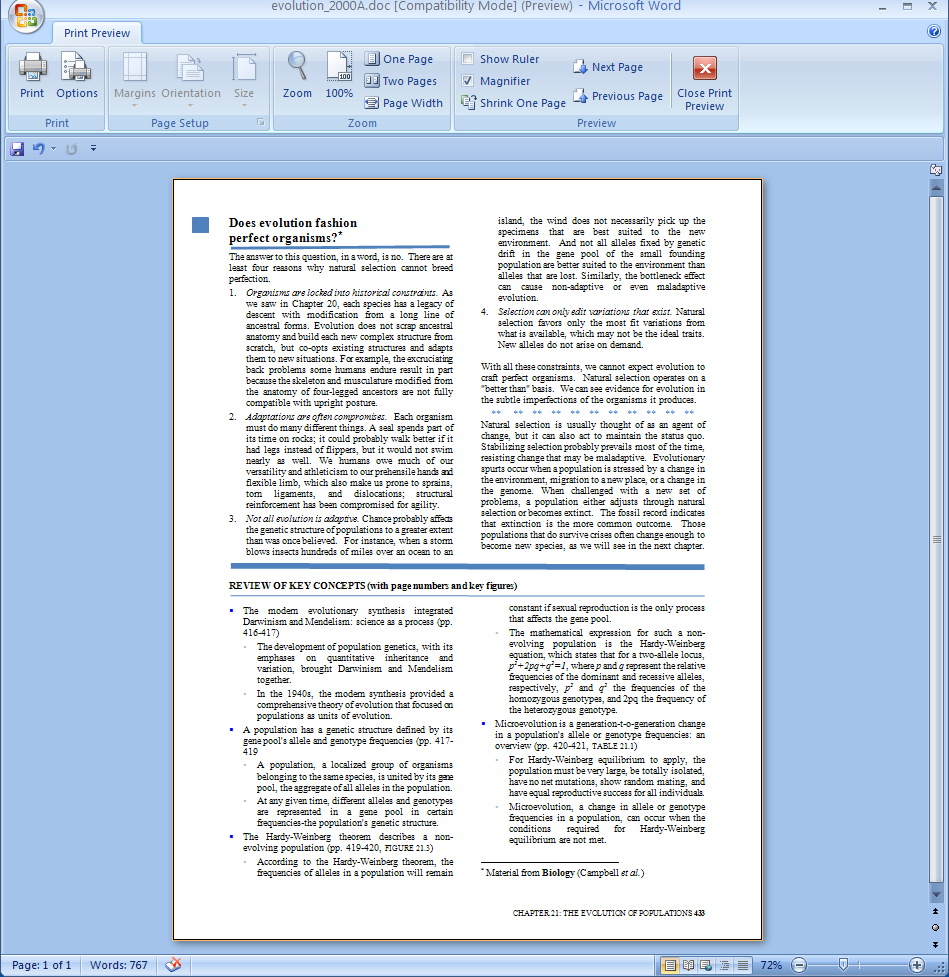 evolution_2000A.doc [Compatibility Mode] (Preview) - Microsoft Word
Print Preview
Print
Options
Margins
Orientation
Size
Zoom
100%
One Page
Two Pages
Page Width
Show Ruler
Magnifier
Shrink One Page
Next Page
Previous Page
Close Print
Preview
Print
Page Setup
Zoom
Preview
Does evolution fashion
perfect organisms?*
The answer to this question, in a word, is no. There are at
least four reasons why natural selection cannot breed
perfection.
1. Organisms are locked into historical constraints. As
we saw in Chapter 20, each species has a legacy of
descent with modification from a long line of
ancestral forms. Evolution does not scrap ancestral
anatomy and build each new complex structure from
scratch, but co-opts existing structures and adapts
them to new situations. For example, the excruciating
back problems some humans endure result in part
because the skeleton and musculature modified from
the anatomy of four-legged ancestors are not fully
compatible with upright posture.
2. Adaptations are often compromises. Each organism
must do many different things. A seal spends part of
its time on rocks; it could probably walk better if it
had legs instead of flippers, but it would not swim
nearly as well. We humans owe much of our
versatility and athleticism to our prehensile hands and
flexible limb, which also make us prone to sprains,
torn ligaments, and dislocations; structural
reinforcement has been compromised for agility.
3. Not all evolution is adaptive. Chance probably affects
the genetic structure of populations to a greater extent
than was once believed. For instance, when a storm
blows insects hundreds of miles over an ocean to an
island, the wind does not necessarily pick up the
specimens that are best suited to the new
environment. And not all alleles fixed by genetic
drift in the gene pool of the small founding
population are better suited to the environment than
alleles that are lost. Similarly, the bottleneck effect
can cause non-adaptive or even maladaptive
evolution.
4. Selection can only edit variations that exist. Natural
selection favors only the most fit variations from
what is available, which may not be the ideal traits.
New alleles do not arise on demand.
With all these constraints, we cannot expect evolution to
craft perfect organisms. Natural selection operates on a
"better than" basis. We can see evidence for evolution in
the subtle imperfections of the organisms it produces.
** ** ** ** ** ** ** ** ** ** **
Natural selection is usually thought of as an agent of
change, but it can also act to maintain the status quo.
Stabilizing selection probably prevails most of the time,
resisting change that may be maladaptive. Evolutionary
spurts occur when a population is stressed by a change in
the environment, migration to a new place, or a change in
the genome. When challenged with a new set of
problems, a population either adjusts through natural
selection or becomes extinct. The fossil record indicates
that extinction is the more common outcome. Those
populations that do survive crises often change enough to
become new species, as we will see in the next chapter.
REVIEW OF KEY CONCEPTS (with page numbers and key figures)
▪ The modern evolutionary synthesis integrated
Darwinism and Mendelism: science as a process (pp.
416-417)
◦ The development of population genetics, with its
emphases on quantitative inheritance and
variation, brought Darwinism and Mendelism
together.
◦ In the 1940s, the modern synthesis provided a
comprehensive theory of evolution that focused on
populations as units of evolution.
▪ A population has a genetic structure defined by its
gene pool's allele and genotype frequencies (pp. 417-
419
◦ A population, a localized group of organisms
belonging to the same species, is united by its gene
pool, the aggregate of all alleles in the population.
◦ At any given time, different alleles and genotypes
are represented in a gene pool in certain
frequencies-the population's genetic structure.
▪ The Hardy-Weinberg theorem describes a non-
evolving population (pp. 419-420, FIGURE 21.3)
◦ According to the Hardy-Weinberg theorem, the
frequencies of alleles in a population will remain
constant if sexual reproduction is the only process
that affects the gene pool.
◦ The mathematical expression for such a non-
evolving population is the Hardy-Weinberg
equation, which states that for a two-allele locus,
p²+2pq+q²=1, where p and q represent the relative
frequencies of the dominant and recessive alleles,
respectively, p² and q² the frequencies of the
homozygous genotypes, and 2pq the frequency of
the heterozygous genotype.
▪ Microevolution is a generation-t-o-generation change
in a population's allele or genotype frequencies: an
overview (pp. 420-421, TABLE 21.1)
◦ For Hardy-Weinberg equilibrium to apply, the
population must be very large, be totally isolated,
have no net mutations, show random mating, and
have equal reproductive success for all individuals.
◦ Microevolution, a change in allele or genotype
frequencies in a population, can occur when the
conditions required for Hardy-Weinberg
equilibrium are not met.
* Material from Biology (Campbell et al.)
CHAPTER 21: THE EVOLUTION OF POPULATIONS 433
Page: 1 of 1
Words: 767
72%